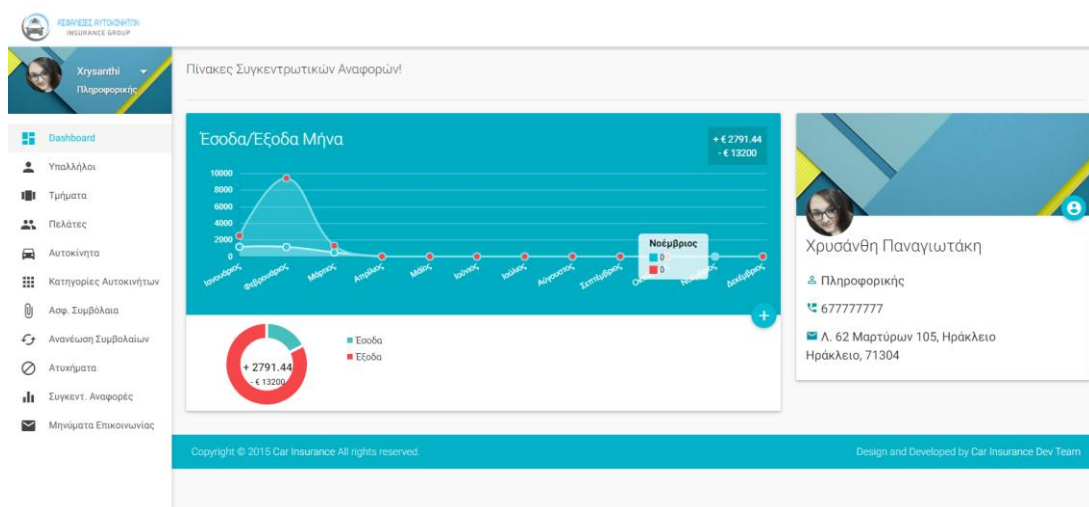 ΑΣΦΑΛΕΙΕΣ ΑΥΤΟΚΙΝΗΤΩΝ
INSURANCE GROUP
Xrysanthi
Πληροφορικής
Πίνακες Συγκεντρωτικών Αναφορών!
Dashboard
Υπαλλήλοι
Τμήματα
Πελάτες
Αυτοκίνητα
Κατηγορίες Αυτοκινήτων
Ασφ. Συμβόλαια
Ανανέωση Συμβολαίων
Ατυχήματα
Συγκεντ. Αναφορές
Μηνύματα Επικοινωνίας
Έσοδα/Έξοδα Μήνα
+ € 2791.44
- € 13200
10000
8000
6000
4000
2000
0
Ιανουάριος
Φεβρουάριος
Μάρτιος
Απρίλιος
Μάϊος
Ιούνιος
Ιούλιος
Αύγουστος
Σεπτέμβριος
Δεκέμβριος
Νοέμβριος
0
0
+ 2791.44
- € 13200
Έσοδα
Έξοδα
Χρυσάνθη Παναγιωτάκη
Πληροφορικής
677777777
Λ. 62 Μαρτύρων 105, Ηράκλειο
Ηράκλειο, 71304
Copyright © 2015 Car Insurance All rights reserved.
Design and Developed by Car Insurance Dev Team